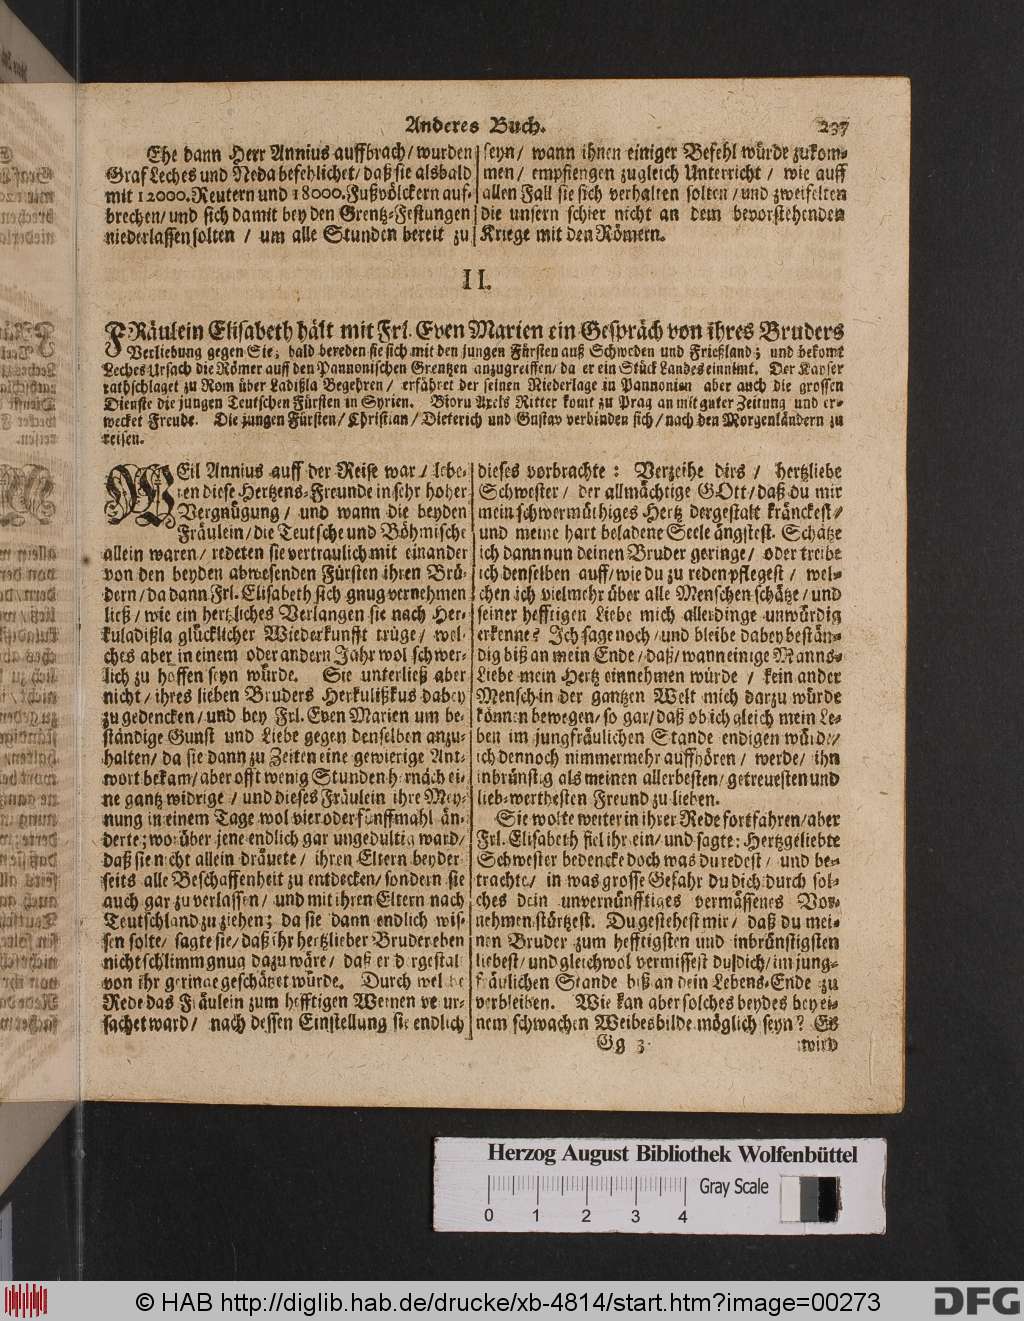 Anderes Buch. 237
Ehe dann Herr Annius auffbrach/ wurden
Graf Leches und Neda befehlichet/ daß sie alsbald
mit 12000. Reutern und 18000. Fußvölckern auf-
brechen/ und sich damit bey den Grentz-Festungen
niederlassen solten / um alle Stunden bereit zu
seyn/ wann ihnen einiger Befehl würde zukom-
men/ empfiengen zugleich Unterricht/ wie auff
allen Fall sie sich verhalten solten/ und zweifelten
die unsern schier nicht an dem bevorstehenden
Kriege mit den Römern.
II.
FRäulein Elisabeth hält mit Frl. Even Marien ein Gespräch von ihres Bruders
Verliebung gegen Sie; bald bereden sie sich mit den jungen Fürsten auß Schweden und Frießland; und bekomt
Leches Ursach die Römer auff den Pannonischen Grentzen anzugreiffen/ da er ein Stück Landes einnimt. Der Kayser
rathschlaget zu Rom über Ladißla Begehren/ erfähret der seinen Niederlage in Pannonien aber auch die grossen
Dienste die jungen Teutschen Fürsten in Syrien. Bioru Axels Ritter komt zu Prag an mit guter Zeitung und er-
wecket Freude. Die jungen Fürsten/ Christian/ Dieterich und Gustav verbinden sich/ nach den Morgenländern zu
reisen.
WEil Annius auff der Reise war/ lebe-
ten diese Hertzens-Freunde in sehr hoher
Vergnügung/ und wann die beyden
Fräulein/ die Teutsche und Böhmische
allein waren/ redeten sie vertraulich mit einander
von den beyden abwesenden Fürsten ihren Brü-
dern/ da dann Frl. Elisabeth sich gnug vernehmen
ließ/ wie ein hertzliches Verlangen sie nach Her-
kuladißla glücklicher Wiederkunfft trüge/ wel-
ches aber in einem oder andern Jahr wol schwer-
lich zu hoffen seyn würde. Sie unterließ aber
nicht/ ihres lieben Bruders Herkulißkus dabey
zu gedencken/ und bey Frl. Even Marien um be-
ständige Gunst und Liebe gegen denselben anzu-
halten/ da sie dann zu Zeiten eine gewierige Ant-
wort bekam/ aber offt wenig Stunden hernach ei-
ne gantz widrige / und dieses Fräulein ihre Mey-
nung in einem Tage wol vier oder fünffmahl än-
derte; worüber jene endlich gar ungedultig ward/
daß sie nicht allein dräuete/ ihren Eltern beyder
seits alle Beschaffenheit zu entdecken/ sondern sie
auch gar zu verlassen/ und mit ihren Eltern nach
Teutschland zu ziehen; da sie dann endlich wis-
sen solte/ sagte sie/ daß ihr hertzlieber Bruder eben
nicht schlimm gnug dazu wäre/ daß er dergestalt
von ihr geringe geschätzet würde. Durch welche
Rede das Fräulein zum hefftigen Weinen verur-
sachet ward/ nach dessen Einstellung sie endlich
dieses vorbrachte: Verzeihe dirs/ hertzliebe
Schwester/ der allmächtige GOtt/ daß du mir
mein schwermüthiges Hertz dergestalt kränckest/
und meine hart beladene Seele ängstest. Schätze
ich dann nun deinen Bruder geringe/ oder treibe
ich denselben auff/ wie du zu reden pflegest/ wel-
chen ich vielmehr über alle Menschen schätze/ und
seiner hefftigen Liebe mich allerdinge unwürdig
erkenne? Ich sage noch/ und bleibe dabey bestän-
dig biß an mein Ende/ daß/ wann einige Manns-
Liebe mein Hertz einnehmen würde/ kein ander
Mensch in der gantzen Welt mich darzu würde
können bewegen/ so gar/ daß ob ich gleich mein Le-
ben im jungfräulichen Stande endigen würde/
ich dennoch nimmermehr auffhören/ werde/ ihn
inbrünstig als meinen allerbesten/ getreuesten und
lieb-werthesten Freund zu lieben.
Sie wolte weiter in ihrer Rede fortfahren/ aber
Frl. Elisabeth fiel ihr ein/ und sagte: Hertzgeliebte
Schwester bedencke doch was du redest/ und be-
trachte/ in was grosse Gefahr du dich durch sol-
ches dein unvernünfftiges vermässenes Vor-
nehmen stürtzest. Du gestehest mir/ daß du mei-
nen Bruder zum hefftigsten und inbrünstigsten
liebest/ und gleichwol vermissest du dich/ im jung-
fräulichen Stande biß an dein Lebens-Ende zu
verbleiben. Wie kan aber solches beydes bey ei-
nem schwachen Weibesbilde möglich seyn? Es
Gg 3 wird
Herzog August Bibliothek Wolfenbüttel
Gray Scale
0 1 2 3 4
© HAB http://diglib.hab.de/drucke/xb-4814/start.htm?image=00273
DFG